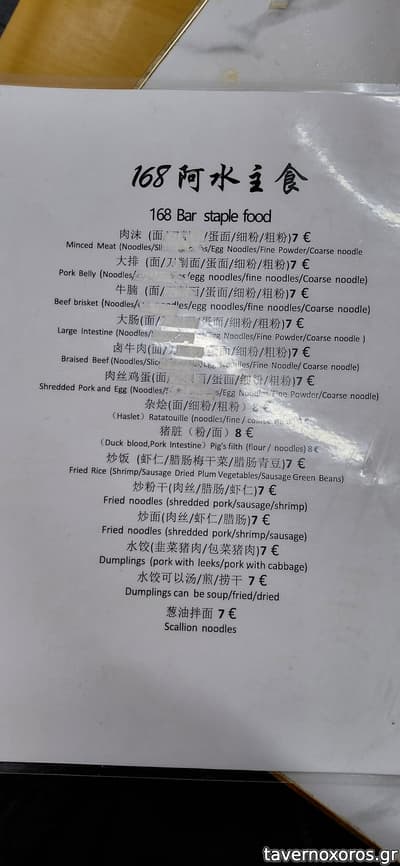 168 阿水主食
168 Bar staple food
肉沫 (面/ /蛋面/细粉/粗粉)7 €
Minced Meat (Noodles/Sli /Egg Noodles/Fine Powder/Coarse noodle
大排 (面/ 削面/蛋面/细粉/粗粉)7 €
Pork Belly (Noodles/ /egg noodles/fine noodles/Coarse noodle)
牛腩 (面/ /蛋面/细粉/粗粉)7 €
Beef brisket (Noodles/ noodles/egg noodles/fine noodles/Coarse noodle)
大肠(面/ 蛋面/细粉/粗粉)7 €
Large Intestine (Noodles/ Noodles/Fine Powder/Coarse noodle )
卤牛肉(面/ /蛋面/细粉/粗粉)7 €
Braised Beef (Noodles/Slice Noodles/Fine Noodle/ Coarse noodle)
肉丝鸡蛋(面/ /蛋面/细粉/粗粉)7 €
Shredded Pork and Egg (Noodles/ /Egg Noodles/Fine Powder/Coarse noodle)
杂烩(面/细粉/粗粉) 8 €
(Haslet) Ratatouille (noodles/fine /
猪脏 (粉/面) 8 €
(Duck blood,Pork Intestine) Pig's filth (flour / noodles) 8 €
炒饭 (虾仁/腊肠梅干菜/腊肠青豆)7 €
Fried Rice (Shrimp/Sausage Dried Plum Vegetables/Sausage Green Beans)
炒粉干(肉丝/腊肠/虾仁)7 €
Fried noodles (shredded pork/sausage/shrimp)
炒面(肉丝/虾仁/腊肠)7 €
Fried noodles (shredded pork/shrimp/sausage)
水饺(韭菜猪肉/包菜猪肉)7 €
Dumplings (pork with leeks/pork with cabbage)
水饺可以汤/煎/捞干 7 €
Dumplings can be soup/fried/dried
葱油拌面 7 €
Scallion noodles
tavernoxoros.gr